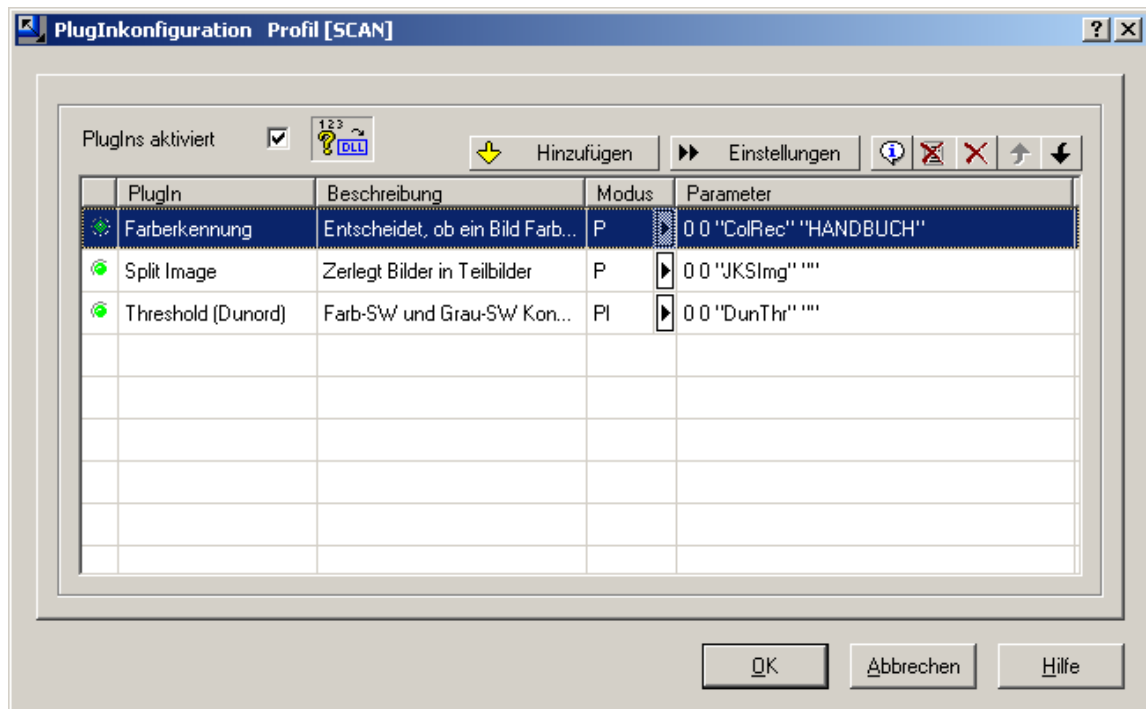 PlugInkonfiguration Profil [SCAN]
PlugIns aktiviert
123
DLL
Hinzufügen
Einstellungen
PlugIn Beschreibung Modus Parameter
Farberkennung Entscheidet, ob ein Bild Farb... P 0 0 "ColRec" "HANDBUCH"
Split Image Zerlegt Bilder in Teilbilder P 0 0 "JKSImg" ""
Threshold (Dunord) Farb-SW und Grau-SW Kon... PI 0 0 "DunThr" ""
OK Abbrechen Hilfe